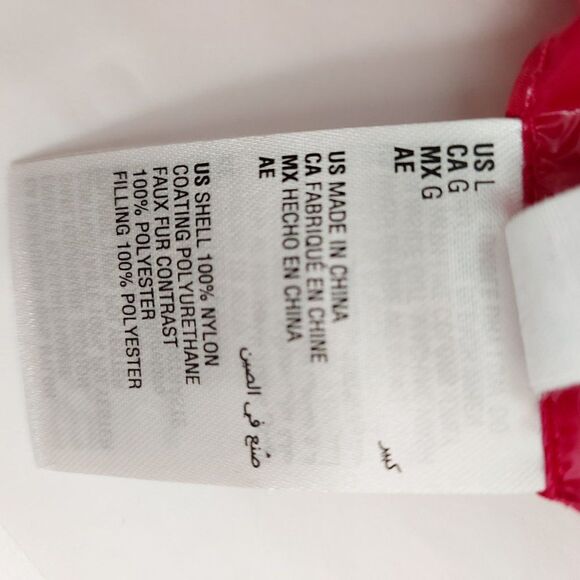 US L
CA G
MX G
AE كبير
US MADE IN CHINA
CA FABRIQUÉ EN CHINE
MX HECHO EN CHINA
AE صُنع في الصين
US SHELL 100% NYLON
COATING POLYURETHANE
FAUX FUR CONTRAST
100% POLYESTER
FILLING 100% POLYESTER